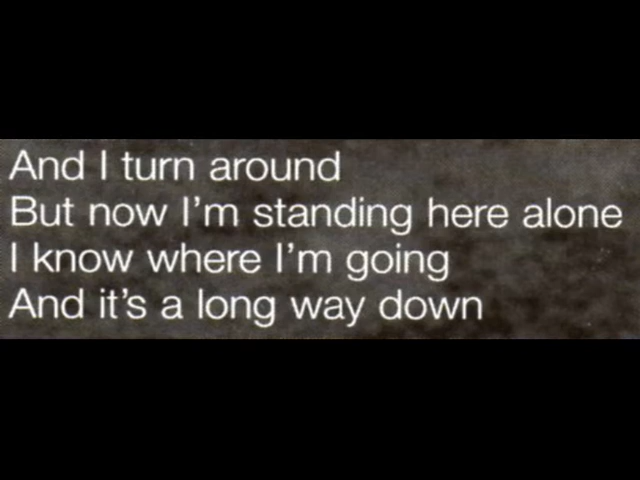 And I turn around
But now I'm standing here alone
I know where I'm going
And it's a long way down